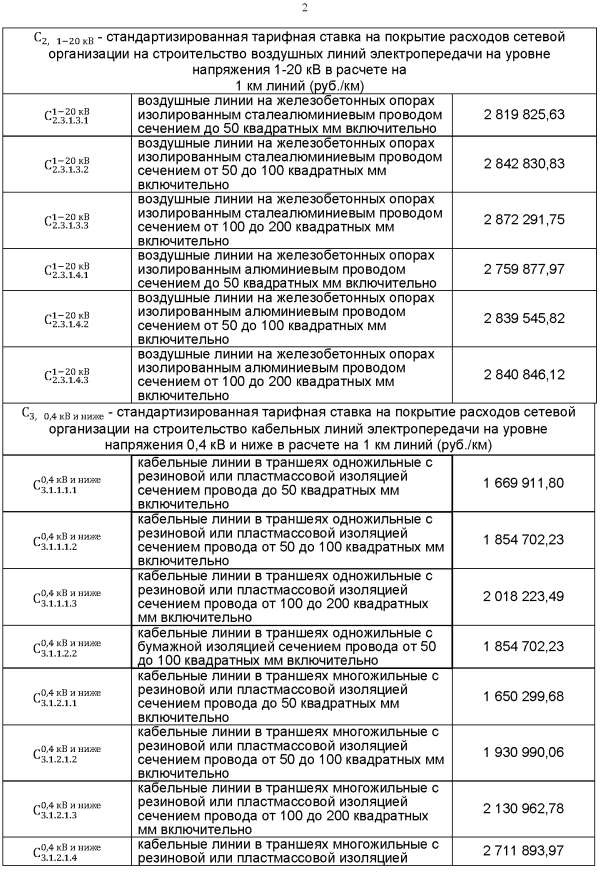 2
C2, 1−20 кВ - стандартизированная тарифная ставка на покрытие расходов сетевой
организации на строительство воздушных линий электропередачи на уровне
напряжения 1-20 кВ в расчете на
1 км линий (руб./км)
C 1−20 кВ 2.3.1.3.1
воздушные линии на железобетонных опорах
изолированным сталеалюминиевым проводом
сечением до 50 квадратных мм включительно
2 819 825,63
C 1−20 кВ 2.3.1.3.2
воздушные линии на железобетонных опорах
изолированным сталеалюминиевым проводом
сечением от 50 до 100 квадратных мм
включительно
2 842 830,83
C 1−20 кВ 2.3.1.3.3
воздушные линии на железобетонных опорах
изолированным сталеалюминиевым проводом
сечением от 100 до 200 квадратных мм
включительно
2 872 291,75
C 1−20 кВ 2.3.1.4.1
воздушные линии на железобетонных опорах
изолированным алюминиевым проводом
сечением до 50 квадратных мм включительно
2 759 877,97
C 1−20 кВ 2.3.1.4.2
воздушные линии на железобетонных опорах
изолированным алюминиевым проводом
сечением от 50 до 100 квадратных мм
включительно
2 839 545,82
C 1−20 кВ 2.3.1.4.3
воздушные линии на железобетонных опорах
изолированным алюминиевым проводом
сечением от 100 до 200 квадратных мм
включительно
2 840 846,12
C3, 0,4 кВ и ниже - стандартизированная тарифная ставка на покрытие расходов сетевой
организации на строительство кабельных линий электропередачи на уровне
напряжения 0,4 кВ и ниже в расчете на 1 км линий (руб./км)
C 0,4 кВ и ниже 3.1.1.1.1
кабельные линии в траншеях одножильные с
резиновой или пластмассовой изоляцией
сечением провода до 50 квадратных мм
включительно
1 669 911,80
C 0,4 кВ и ниже 3.1.1.1.2
кабельные линии в траншеях одножильные с
резиновой или пластмассовой изоляцией
сечением провода от 50 до 100 квадратных мм
включительно
1 854 702,23
C 0,4 кВ и ниже 3.1.1.1.3
кабельные линии в траншеях одножильные с
резиновой или пластмассовой изоляцией
сечением провода от 100 до 200 квадратных
мм включительно
2 018 223,49
C 0,4 кВ и ниже 3.1.1.2.2
кабельные линии в траншеях одножильные с
бумажной изоляцией сечением провода от 50
до 100 квадратных мм включительно
1 854 702,23
C 0,4 кВ и ниже 3.1.2.1.1
кабельные линии в траншеях многожильные с
резиновой или пластмассовой изоляцией
сечением провода до 50 квадратных
мм включительно
1 650 299,68
C 0,4 кВ и ниже 3.1.2.1.2
кабельные линии в траншеях многожильные с
резиновой или пластмассовой изоляцией
сечением провода от 50 до 100 квадратных мм
включительно
1 930 990,06
C 0,4 кВ и ниже 3.1.2.1.3
кабельные линии в траншеях многожильные с
резиновой или пластмассовой изоляцией
сечением провода от 100 до 200 квадратных
мм включительно
2 130 962,78
C 0,4 кВ и ниже 3.1.2.1.4
кабельные линии в траншеях многожильные с
резиновой или пластмассовой изоляцией
2 711 893,97